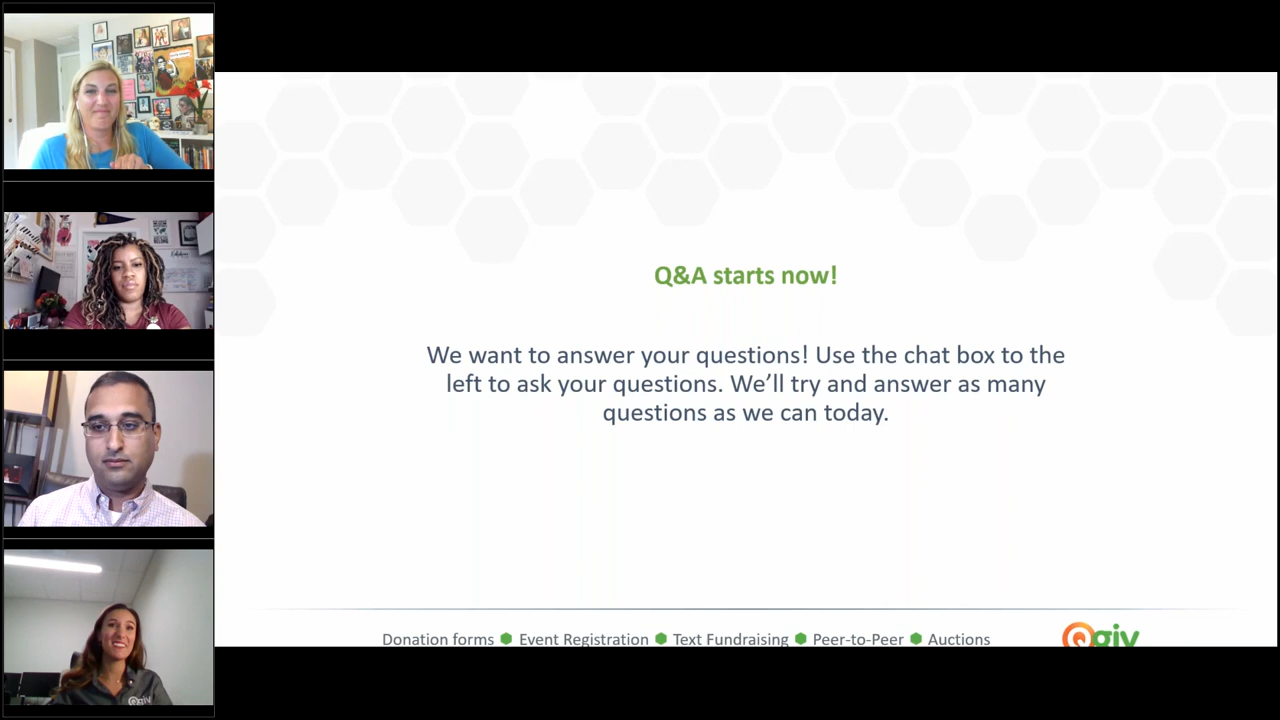 Q&A starts now!
We want to answer your questions! Use the chat box to the
left to ask your questions. We’ll try and answer as many
questions as we can today.
Donation forms ⬢ Event Registration ⬢ Text Fundraising ⬢ Peer-to-Peer ⬢ Auctions
Qgiv
Qgiv